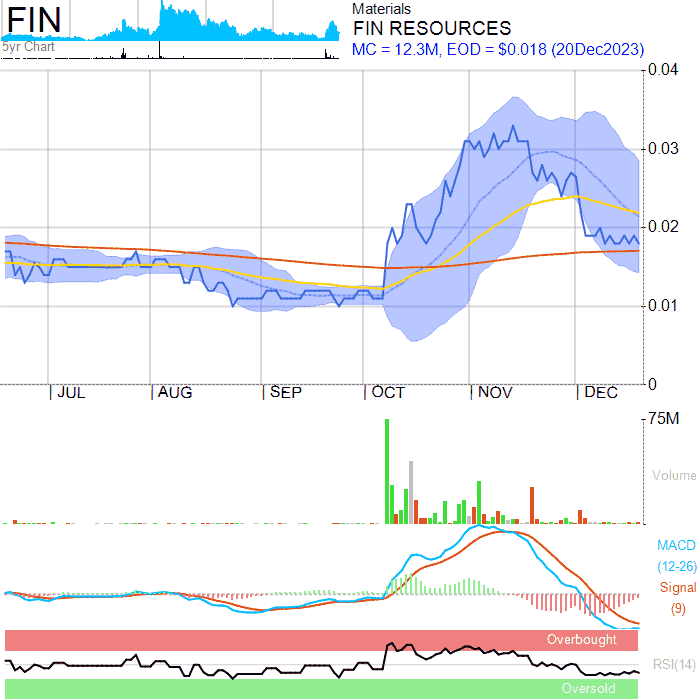 FIN
5yr Chart
Materials
FIN RESOURCES
MC = 12.3M, EOD = $0.018 (20Dec2023)
0.04
0.03
0.02
0.01
0
JUL AUG SEP OCT NOV DEC
75M
Volume
MACD
(12-26)
Signal
(9)
Overbought
RSI(14)
Oversold